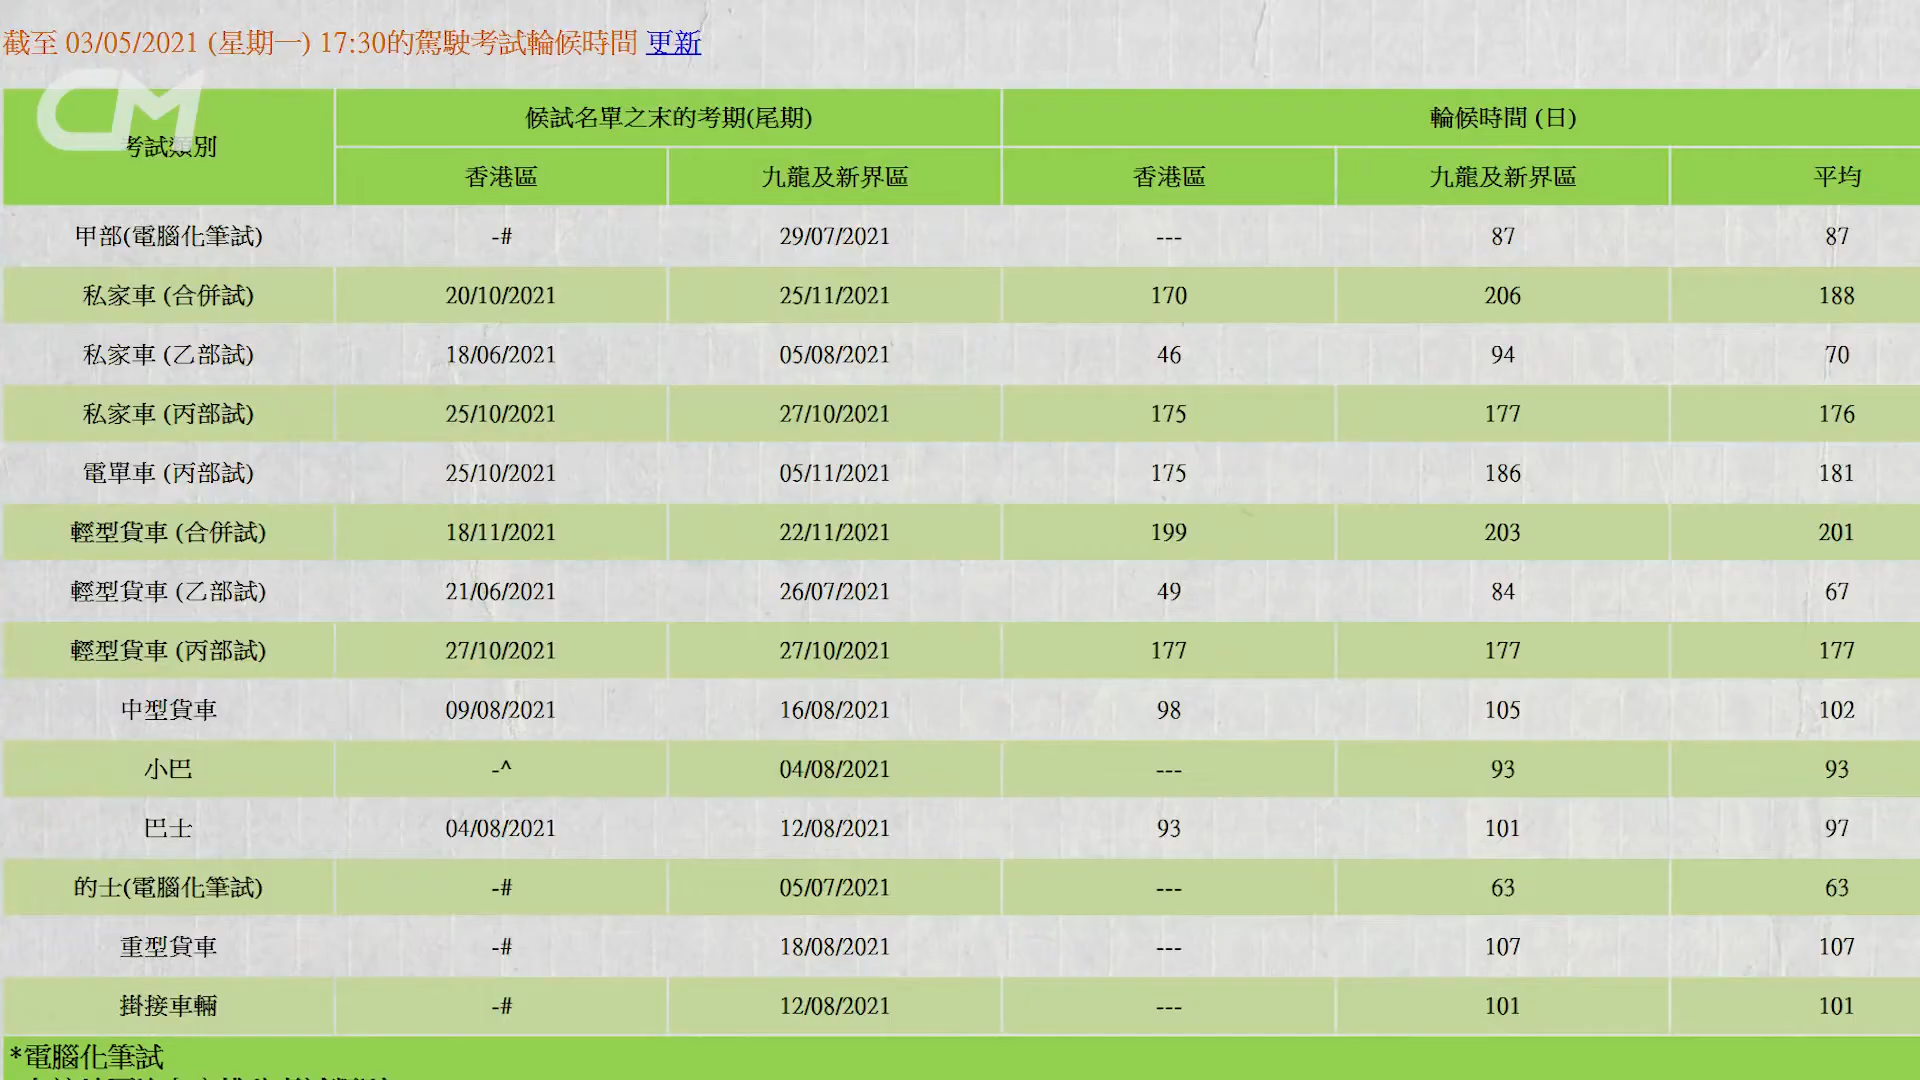 截至 03/05/2021 (星期一) 17:30的駕駛考試輪候時間 更新
CM
考試類別 候試名單之末的考期(尾期) 輪候時間 (日)
香港區 九龍及新界區 香港區 九龍及新界區 平均
甲部(電腦化筆試) -# 29/07/2021 --- 87 87
私家車 (合併試) 20/10/2021 25/11/2021 170 206 188
私家車 (乙部試) 18/06/2021 05/08/2021 46 94 70
私家車 (丙部試) 25/10/2021 27/10/2021 175 177 176
電單車 (丙部試) 25/10/2021 05/11/2021 175 186 181
輕型貨車 (合併試) 18/11/2021 22/11/2021 199 203 201
輕型貨車 (乙部試) 21/06/2021 26/07/2021 49 84 67
輕型貨車 (丙部試) 27/10/2021 27/10/2021 177 177 177
中型貨車 09/08/2021 16/08/2021 98 105 102
小巴 -^ 04/08/2021 --- 93 93
巴士 04/08/2021 12/08/2021 93 101 97
的士(電腦化筆試) -# 05/07/2021 --- 63 63
重型貨車 -# 18/08/2021 --- 107 107
掛接車輛 -# 12/08/2021 --- 101 101
*電腦化筆試